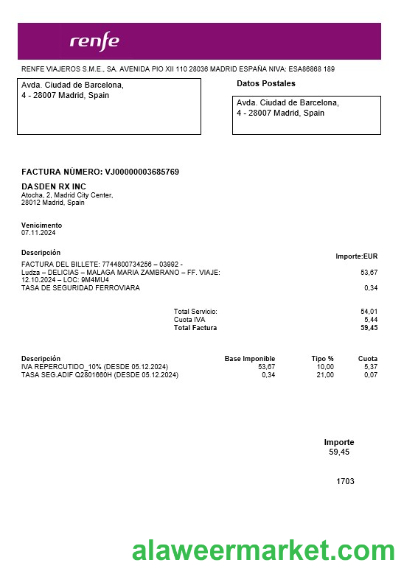 renfe
RENFE VIAJEROS S.M.E., SA. AVENIDA PIO XII 110 28036 MADRID ESPAÑA NIVA: ESA86868 189
Avda. Ciudad de Barcelona,
4 - 28007 Madrid, Spain
Datos Postales
Avda. Ciudad de Barcelona,
4 - 28007 Madrid, Spain
FACTURA NÚMERO: VJ00000003685769
DASDEN RX INC
Atocha, 2, Madrid City Center,
28012 Madrid, Spain
Venicimento
07.11.2024
Descripción Importe:EUR
FACTURA DEL BILLETE: 7744800734256 – 03992 -
Ludza – DELICIAS – MALAGA MARIA ZAMBRANO – FF. VIAJE: 53,67
12.10.2024 – LOC: 9M4MU4
TASA DE SEGURIDAD FERROVIARA 0,34
Total Servicio: 54,01
Cuota IVA 5,44
Total Factura 59,45
Descripción Base Imponible Tipo % Cuota
IVA REPERCUTIDO_10% (DESDE 05.12.2024) 53,67 10,00 5,37
TASA SEG.ADIF Q2801660H (DESDE 05.12.2024) 0,34 21,00 0,07
Importe
59,45
1703
alaweermarket.com